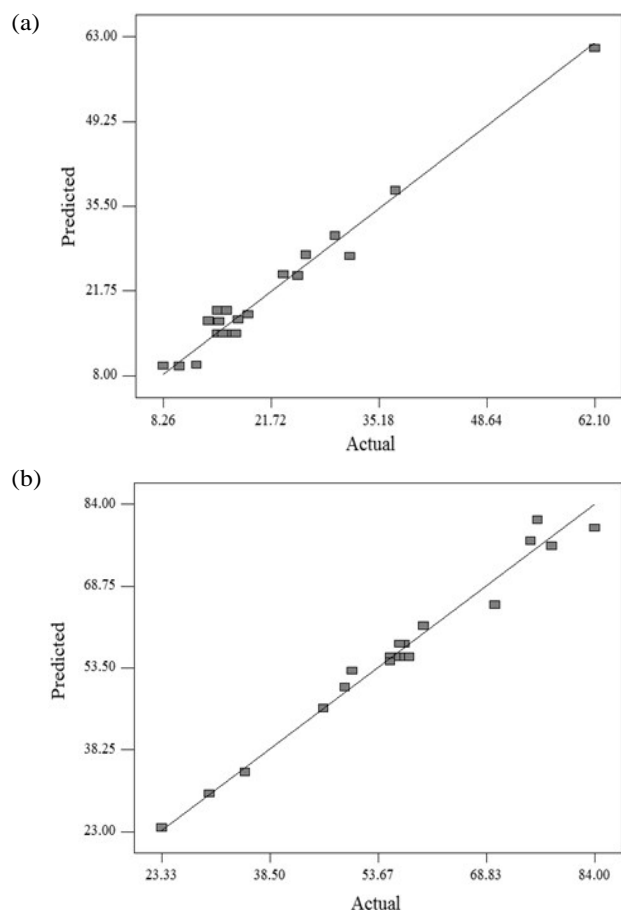 (a)
63.00
49.25
35.50
21.75
8.00
Predicted
8.26 21.72 35.18 48.64 62.10
Actual
(b)
84.00
68.75
53.50
38.25
23.00
Predicted
23.33 38.50 53.67 68.83 84.00
Actual